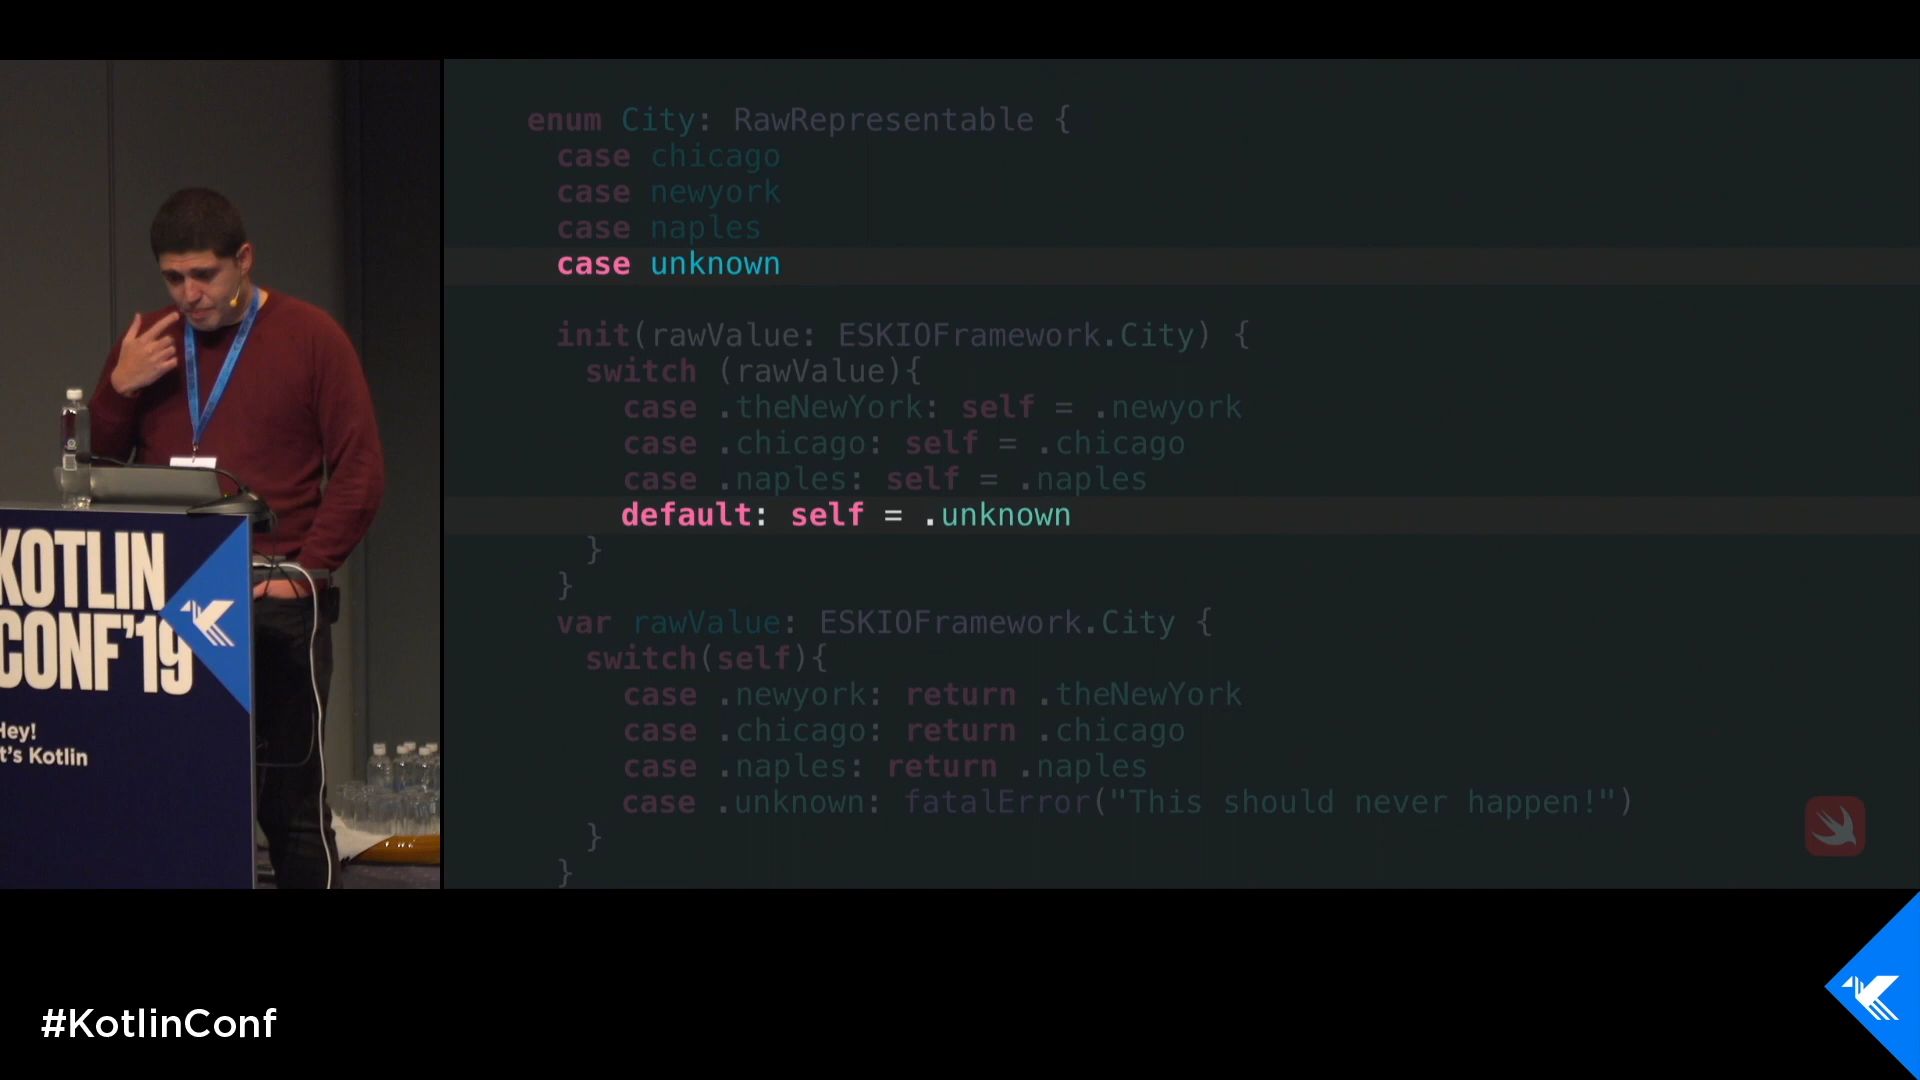 enum City: RawRepresentable {
case chicago
case newyork
case naples
case unknown
init(rawValue: ESKIOFramework.City) {
switch (rawValue){
case .theNewYork: self = .newyork
case .chicago: self = .chicago
case .naples: self = .naples
default: self = .unknown
}
}
var rawValue: ESKIOFramework.City {
switch(self){
case .newyork: return .theNewYork
case .chicago: return .chicago
case .naples: return .naples
case .unknown: fatalError("This should never happen!")
}
}
KOTLIN
CONF'19
Hey!
t's Kotlin
#KotlinConf